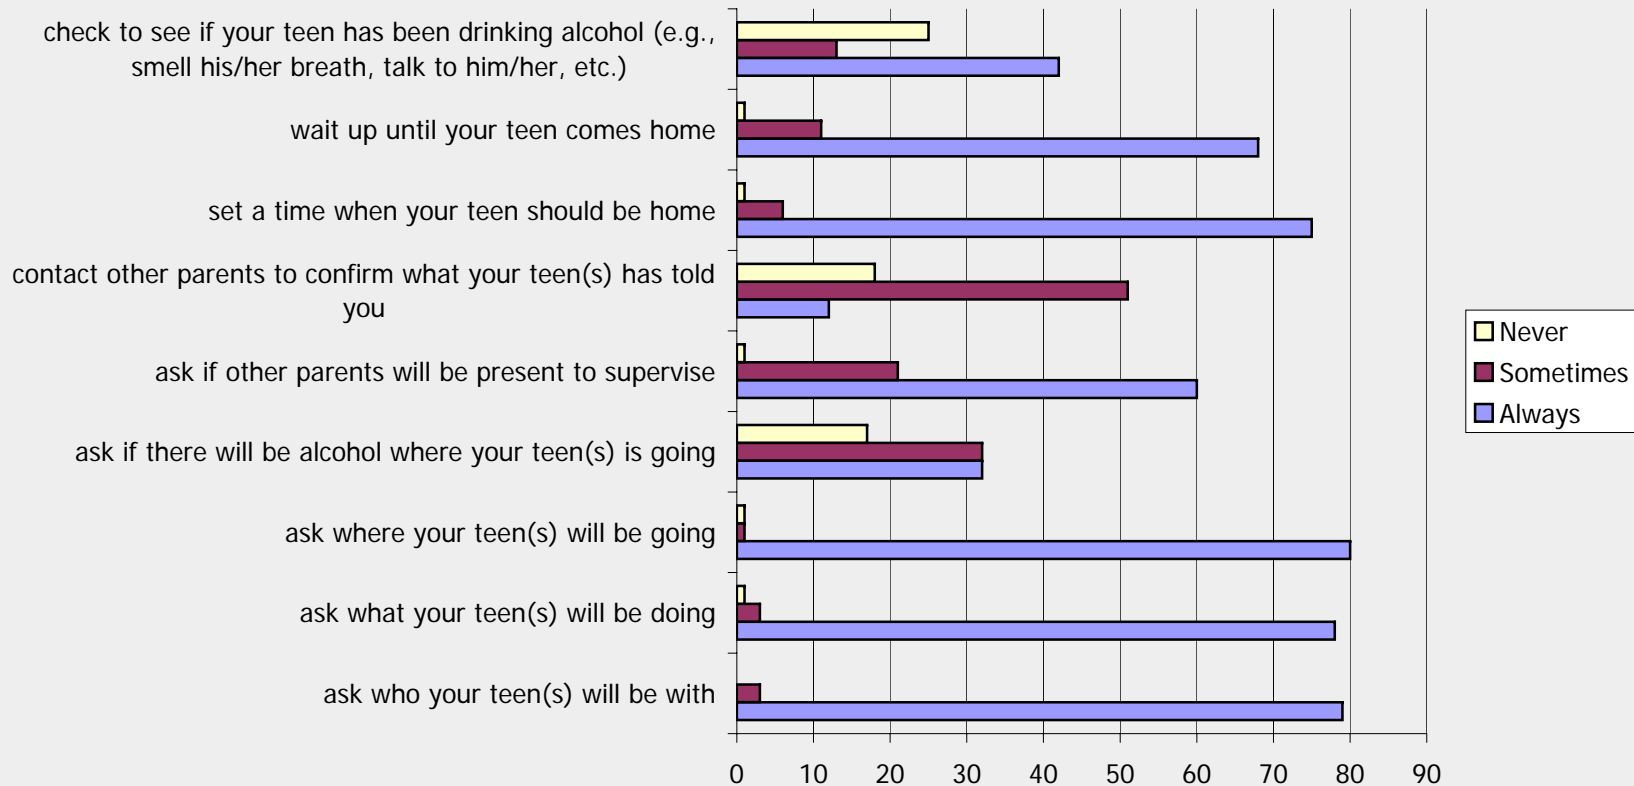 check to see if your teen has been drinking alcohol (e.g.,
smell his/her breath, talk to him/her, etc.)
wait up until your teen comes home
set a time when your teen should be home
contact other parents to confirm what your teen(s) has told
you
ask if other parents will be present to supervise
ask if there will be alcohol where your teen(s) is going
ask where your teen(s) will be going
ask what your teen(s) will be doing
ask who your teen(s) will be with
0 10 20 30 40 50 60 70 80 90
Never
Sometimes
Always